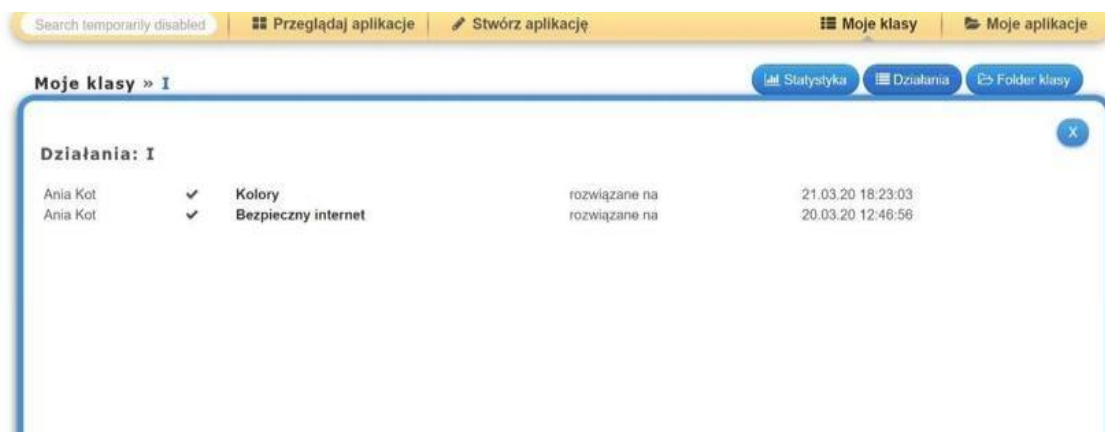 Search temporarily disabled Przeglądaj aplikacje Stwórz aplikację Moje klasy Moje aplikacje
Moje klasy » I Statystyka Działania Folder klasy
X
Działania: I
Ania Kot ✔ Kolory rozwiązane na 21.03.20 18:23:03
Ania Kot ✔ Bezpieczny internet rozwiązane na 20.03.20 12:46:56